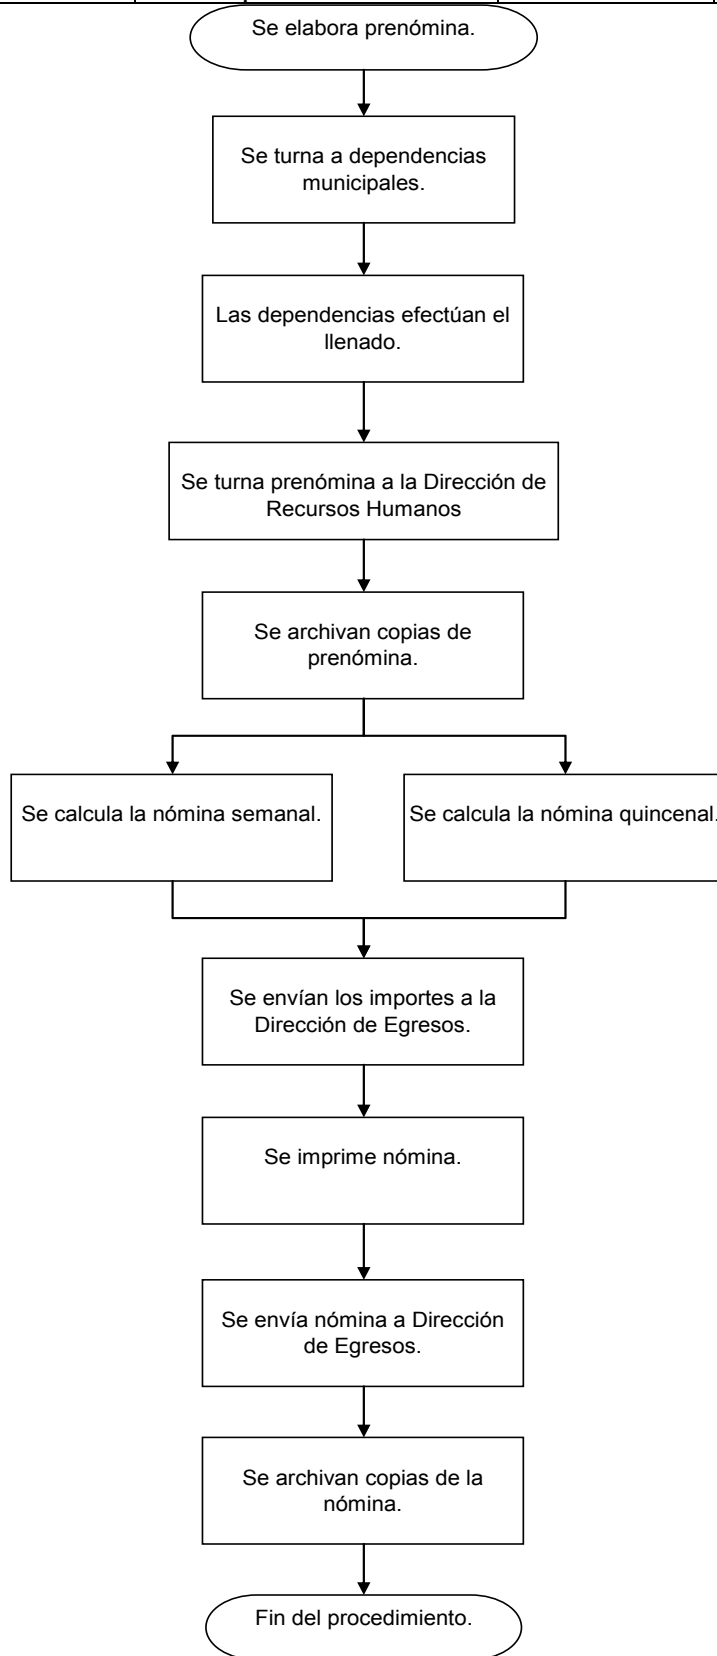 Se elabora prenómina.
Se turna a dependencias
municipales.
Las dependencias efectúan el
llenado.
Se turna prenómina a la Dirección de
Recursos Humanos
Se archivan copias de
prenómina.
Se calcula la nómina semanal.
Se calcula la nómina quincenal.
Se envían los importes a la
Dirección de Egresos.
Se imprime nómina.
Se envía nómina a Dirección
de Egresos.
Se archivan copias de la
nómina.
Fin del procedimiento.